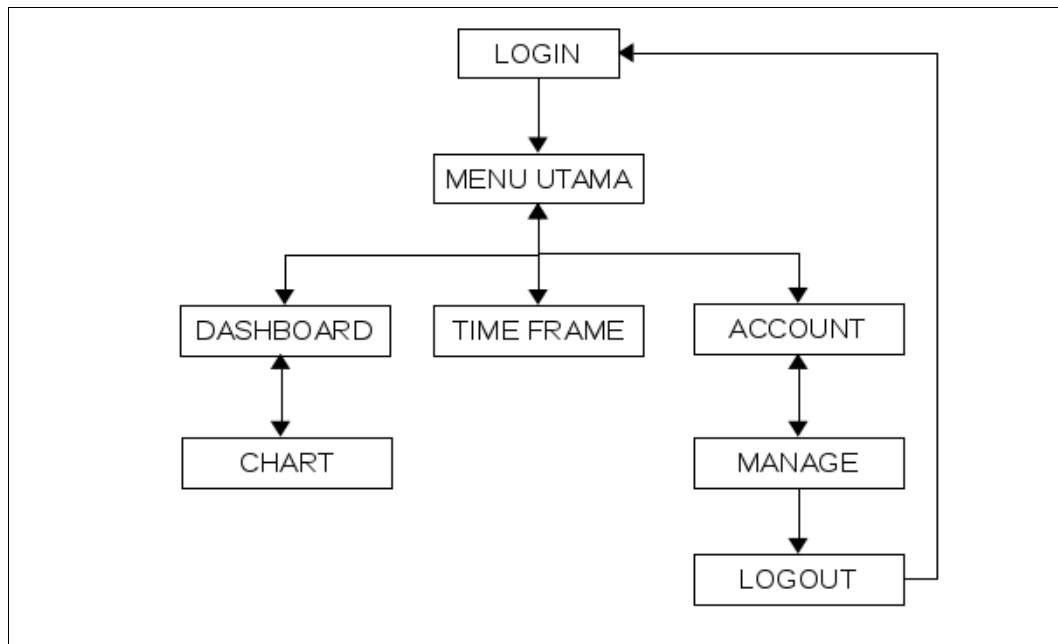 LOGIN
MENU UTAMA
DASHBOARD
TIME FRAME
ACCOUNT
CHART
MANAGE
LOGOUT